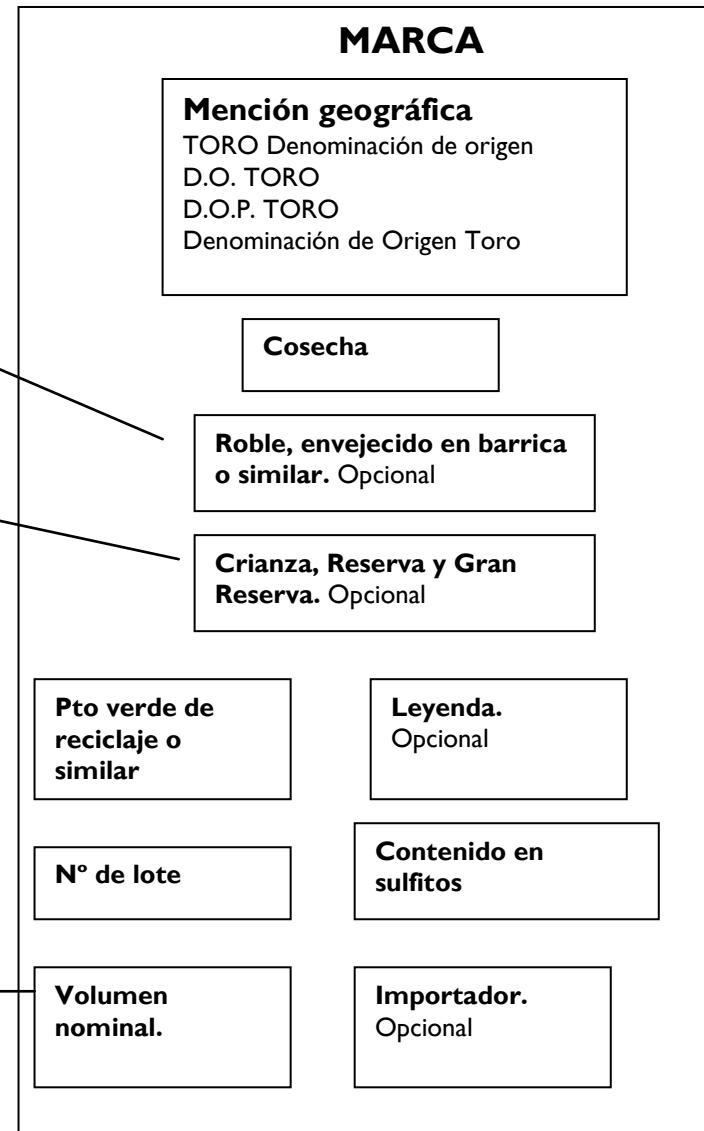 MARCA
Mención geográfica
TORO Denominación de origen
D.O. TORO
D.O.P. TORO
Denominación de Origen Toro
Cosecha
Roble, envejecido en barrica
o similar. Opcional
Crianza, Reserva y Gran
Reserva. Opcional
Pto verde de
reciclaje o
similar
Leyenda.
Opcional
Nº de lote
Contenido en
sulfitos
Volumen
nominal.
Importador.
Opcional